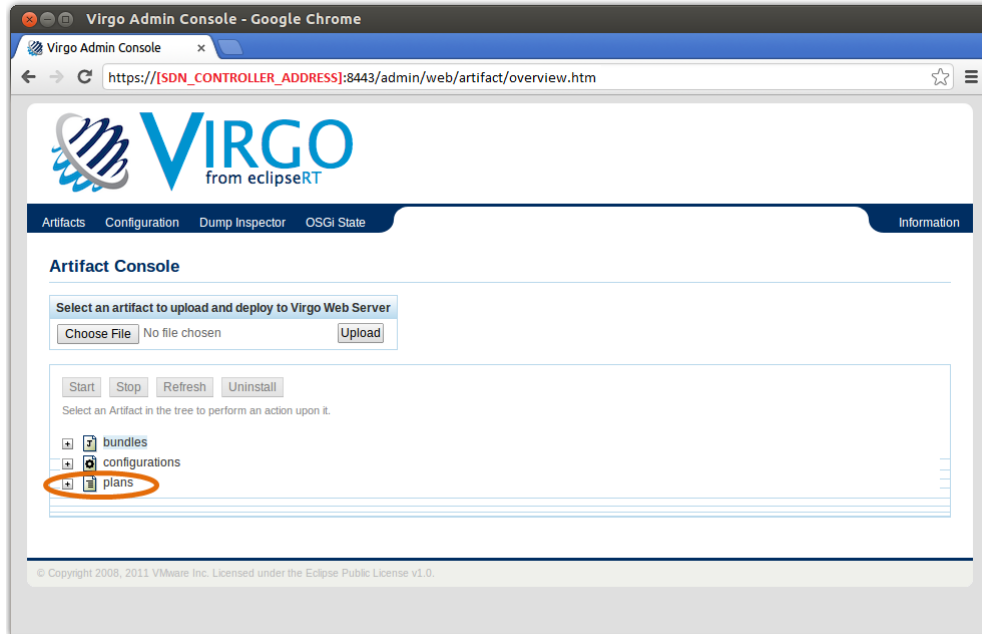 Virgo Admin Console - Google Chrome
Virgo Admin Console
https://[SDN_CONTROLLER_ADDRESS]:8443/admin/web/artifact/overview.htm
VIRGO
from eclipseRT
Artifacts Configuration Dump Inspector OSGi State Information
Artifact Console
Select an artifact to upload and deploy to Virgo Web Server
Choose File No file chosen Upload
Start Stop Refresh Uninstall
Select an Artifact in the tree to perform an action upon it.
bundles
configurations
plans
© Copyright 2008, 2011 VMware Inc. Licensed under the Eclipse Public License v1.0.